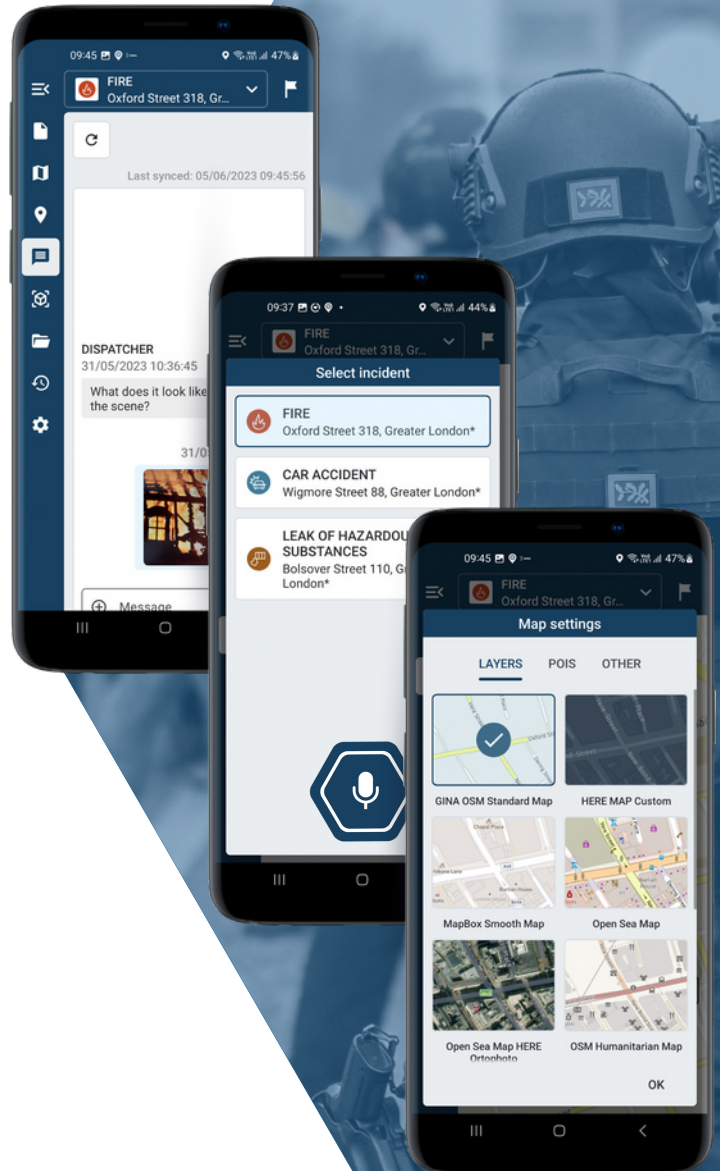 09:45
47%
FIRE
Oxford Street 318, Gr...
Last synced: 05/06/2023 09:45:56
DISPATCHER
31/05/2023 10:36:45
What does it look like
the scene?
31/0
Message
09:37
44%
FIRE
Oxford Street 318, Gr...
Select incident
FIRE
Oxford Street 318, Greater London*
CAR ACCIDENT
Wigmore Street 88, Greater London*
LEAK OF HAZARDOU
SUBSTANCES
Bolsover Street 110, G
London*
09:45
47%
FIRE
Oxford Street 318, Gr...
Map settings
LAYERS POIS OTHER
GINA OSM Standard Map
HERE MAP Custom
Chapel Place
MapBox Smooth Map
Open Sea Map
Open Sea Map HERE
Ortophoto
OSM Humanitarian Map
OK